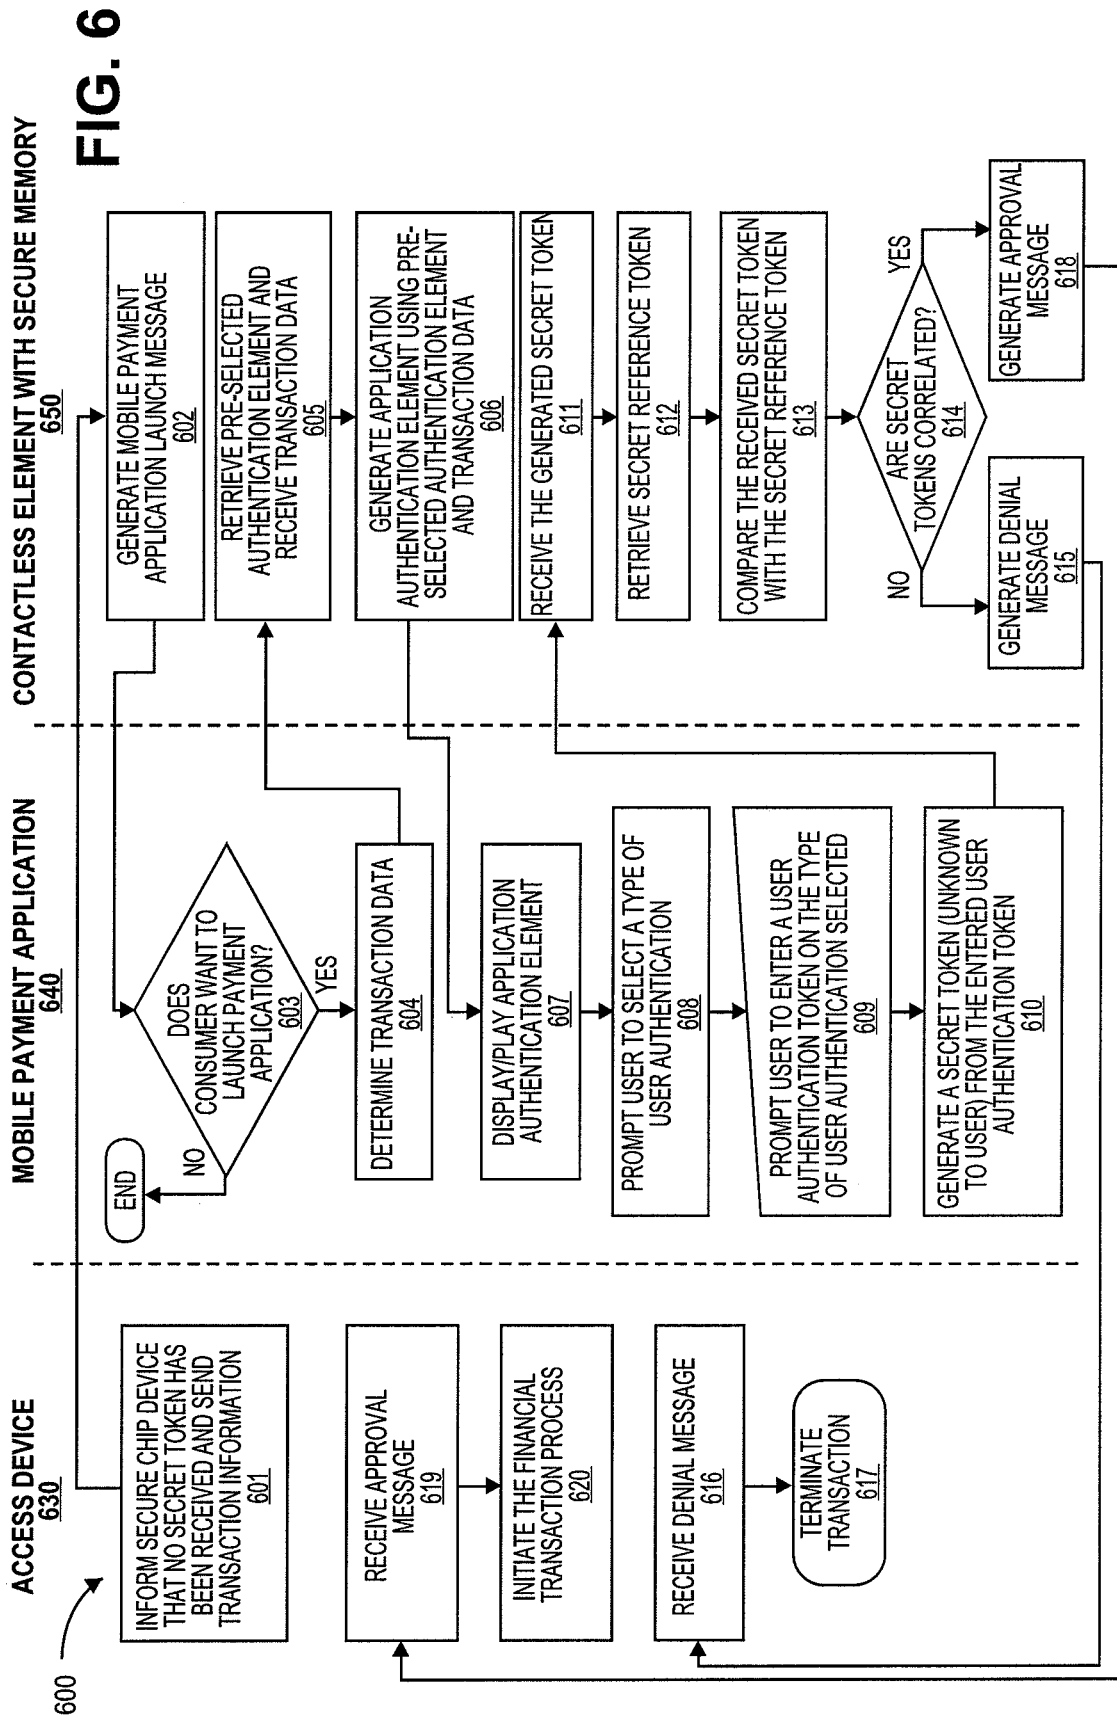 FIG. 6
600
ACCESS DEVICE
630
MOBILE PAYMENT APPLICATION
640
CONTACTLESS ELEMENT WITH SECURE MEMORY
650
INFORM SECURE CHIP DEVICE
THAT NO SECRET TOKEN HAS
BEEN RECEIVED AND SEND
TRANSACTION INFORMATION
601
RECEIVE APPROVAL
MESSAGE
619
INITIATE THE FINANCIAL
TRANSACTION PROCESS
620
RECEIVE DENIAL MESSAGE
616
TERMINATE
TRANSACTION
617
END
NO
DOES
CONSUMER WANT TO
LAUNCH PAYMENT
APPLICATION?
603
YES
DETERMINE TRANSACTION DATA
604
DISPLAY/PLAY APPLICATION
AUTHENTICATION ELEMENT
607
PROMPT USER TO SELECT A TYPE OF
USER AUTHENTICATION
608
PROMPT USER TO ENTER A USER
AUTHENTICATION TOKEN ON THE TYPE
OF USER AUTHENTICATION SELECTED
609
GENERATE A SECRET TOKEN (UNKNOWN
TO USER) FROM THE ENTERED USER
AUTHENTICATION TOKEN
610
GENERATE MOBILE PAYMENT
APPLICATION LAUNCH MESSAGE
602
RETRIEVE PRE-SELECTED
AUTHENTICATION ELEMENT AND
RECEIVE TRANSACTION DATA
605
GENERATE APPLICATION
AUTHENTICATION ELEMENT USING PRE-
SELECTED AUTHENTICATION ELEMENT
AND TRANSACTION DATA
606
RECEIVE THE GENERATED SECRET TOKEN
611
RETRIEVE SECRET REFERENCE TOKEN
612
COMPARE THE RECEIVED SECRET TOKEN
WITH THE SECRET REFERENCE TOKEN
613
ARE SECRET
TOKENS CORRELATED?
614
NO
YES
GENERATE DENIAL
MESSAGE
615
GENERATE APPROVAL
MESSAGE
618